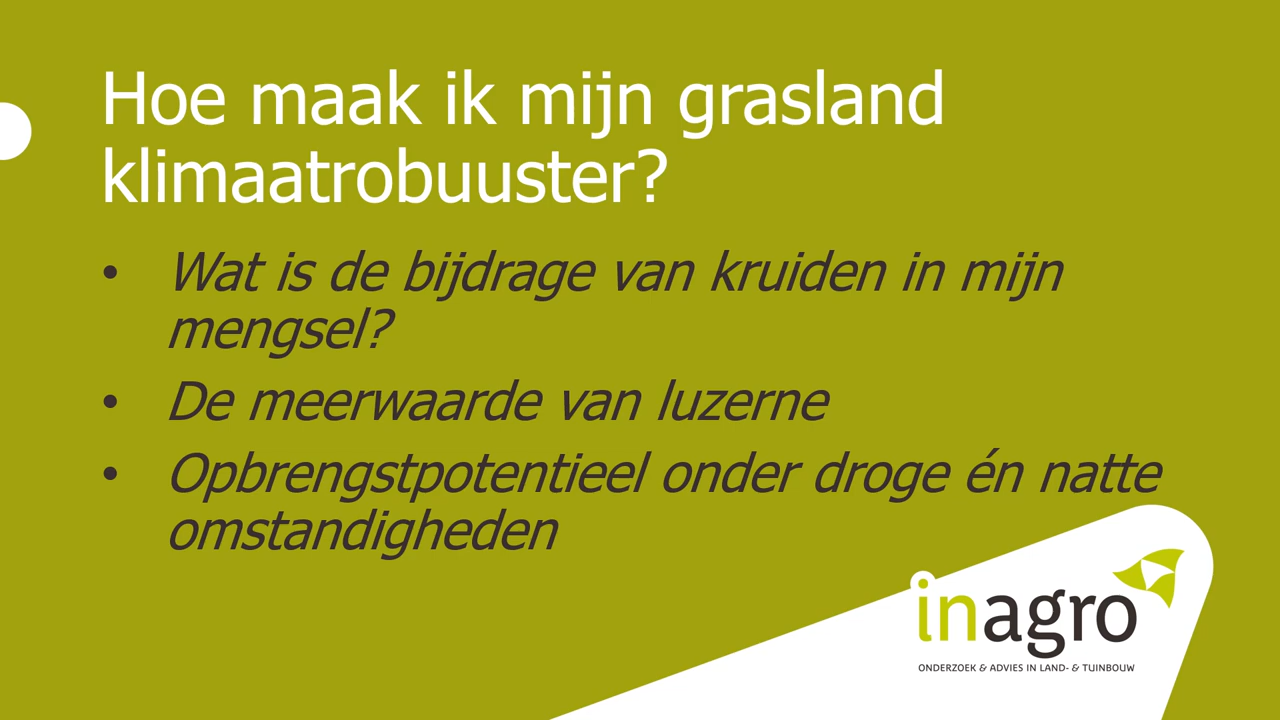 Hoe maak ik mijn grasland
klimaatrobuuster?
• Wat is de bijdrage van kruiden in mijn
mengsel?
• De meerwaarde van luzerne
• Opbrengstpotentieel onder droge én natte
omstandigheden
inagro
ONDERZOEK & ADVIES IN LAND- & TUINBOUW